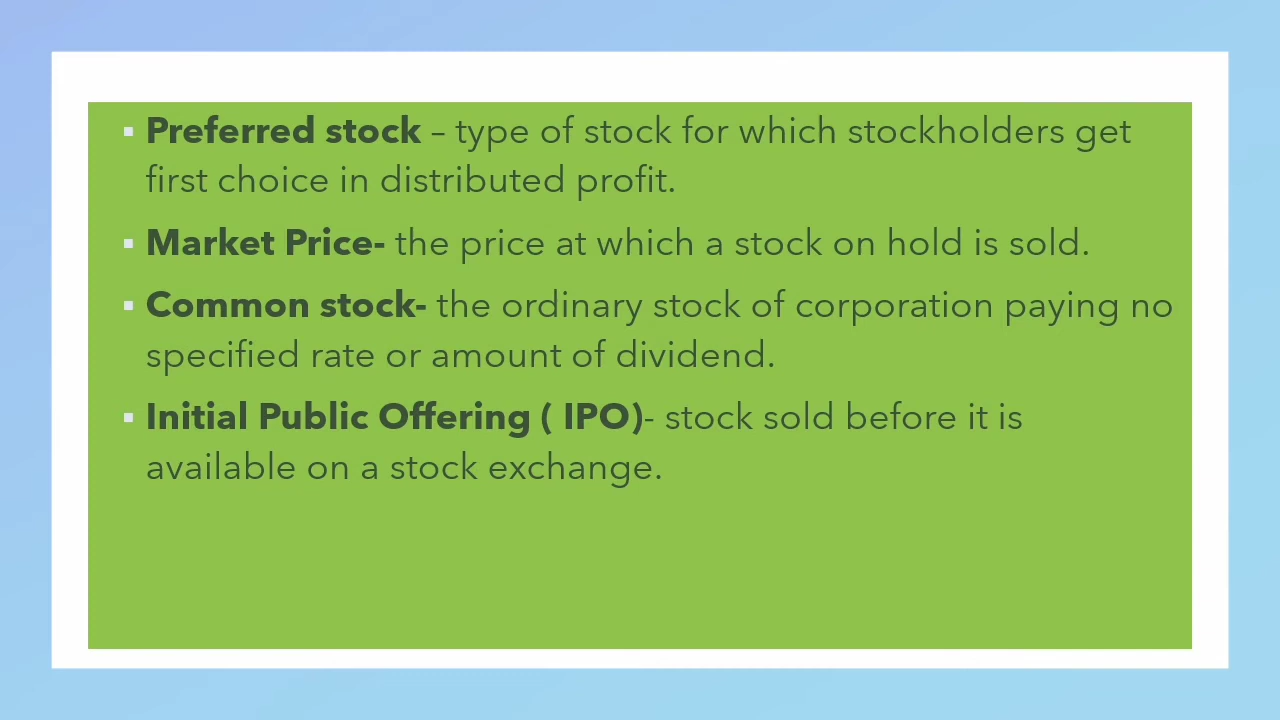 ▪ Preferred stock – type of stock for which stockholders get
first choice in distributed profit.
▪ Market Price- the price at which a stock on hold is sold.
▪ Common stock- the ordinary stock of corporation paying no
specified rate or amount of dividend.
▪ Initial Public Offering ( IPO)- stock sold before it is
available on a stock exchange.